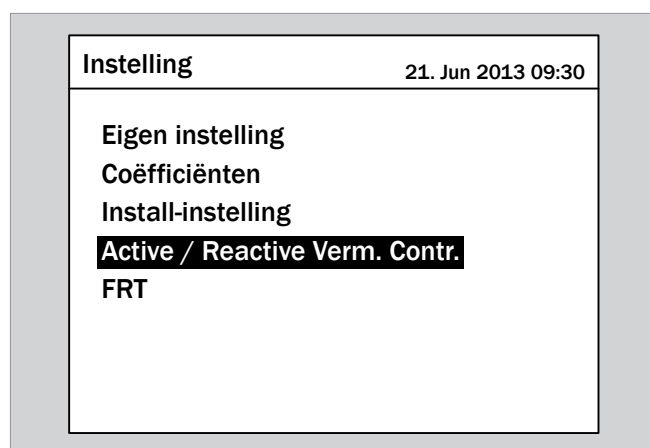 Instelling
21. Jun 2013 09:30
Eigen instelling
Coëfficiënten
Install-instelling
Active / Reactive Verm. Contr.
FRT